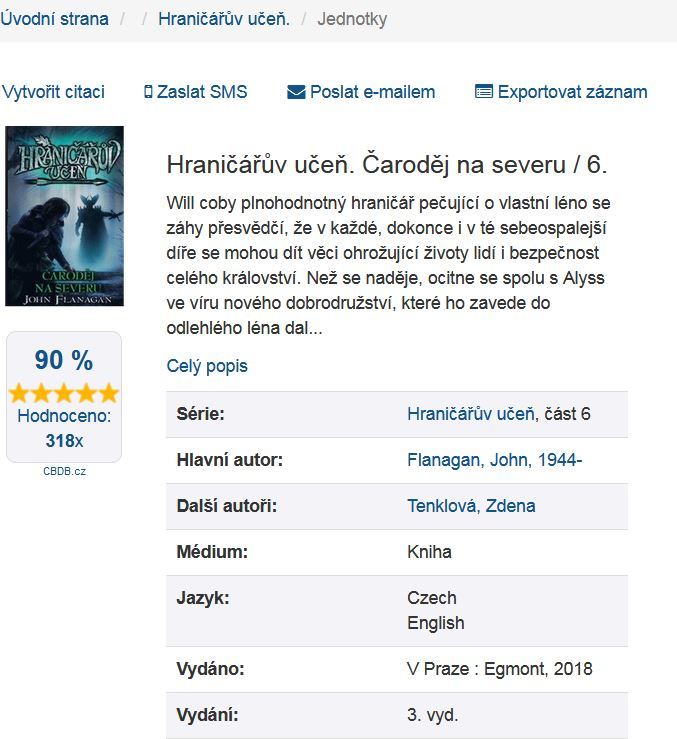 Úvodní strana / / Hraničářův učeň. / Jednotky
Vytvořit citaci Zaslat SMS Poslat e-mailem Exportovat záznam
HRANIČÁŘŮV
UČEŇ
ČARODĚJ
NA SEVERU
JOHN FLANAGAN
Hraničářův učeň. Čaroděj na severu / 6.
Will coby plnohodnotný hraničář pečující o vlastní léno se
záhy přesvědčí, že v každé, dokonce i v té sebeospalejší
díře se mohou dít věci ohrožující životy lidí i bezpečnost
celého království. Než se naděje, ocitne se spolu s Alyss
ve víru nového dobrodružství, které ho zavede do
odlehlého léna dal...
Celý popis
90 %
Hodnoceno:
318x
CBDB.cz
Série: Hraničářův učeň, část 6
Hlavní autor: Flanagan, John, 1944-
Další autoři: Tenklová, Zdena
Médium: Kniha
Jazyk: Czech
English
Vydáno: V Praze : Egmont, 2018
Vydání: 3. vyd.